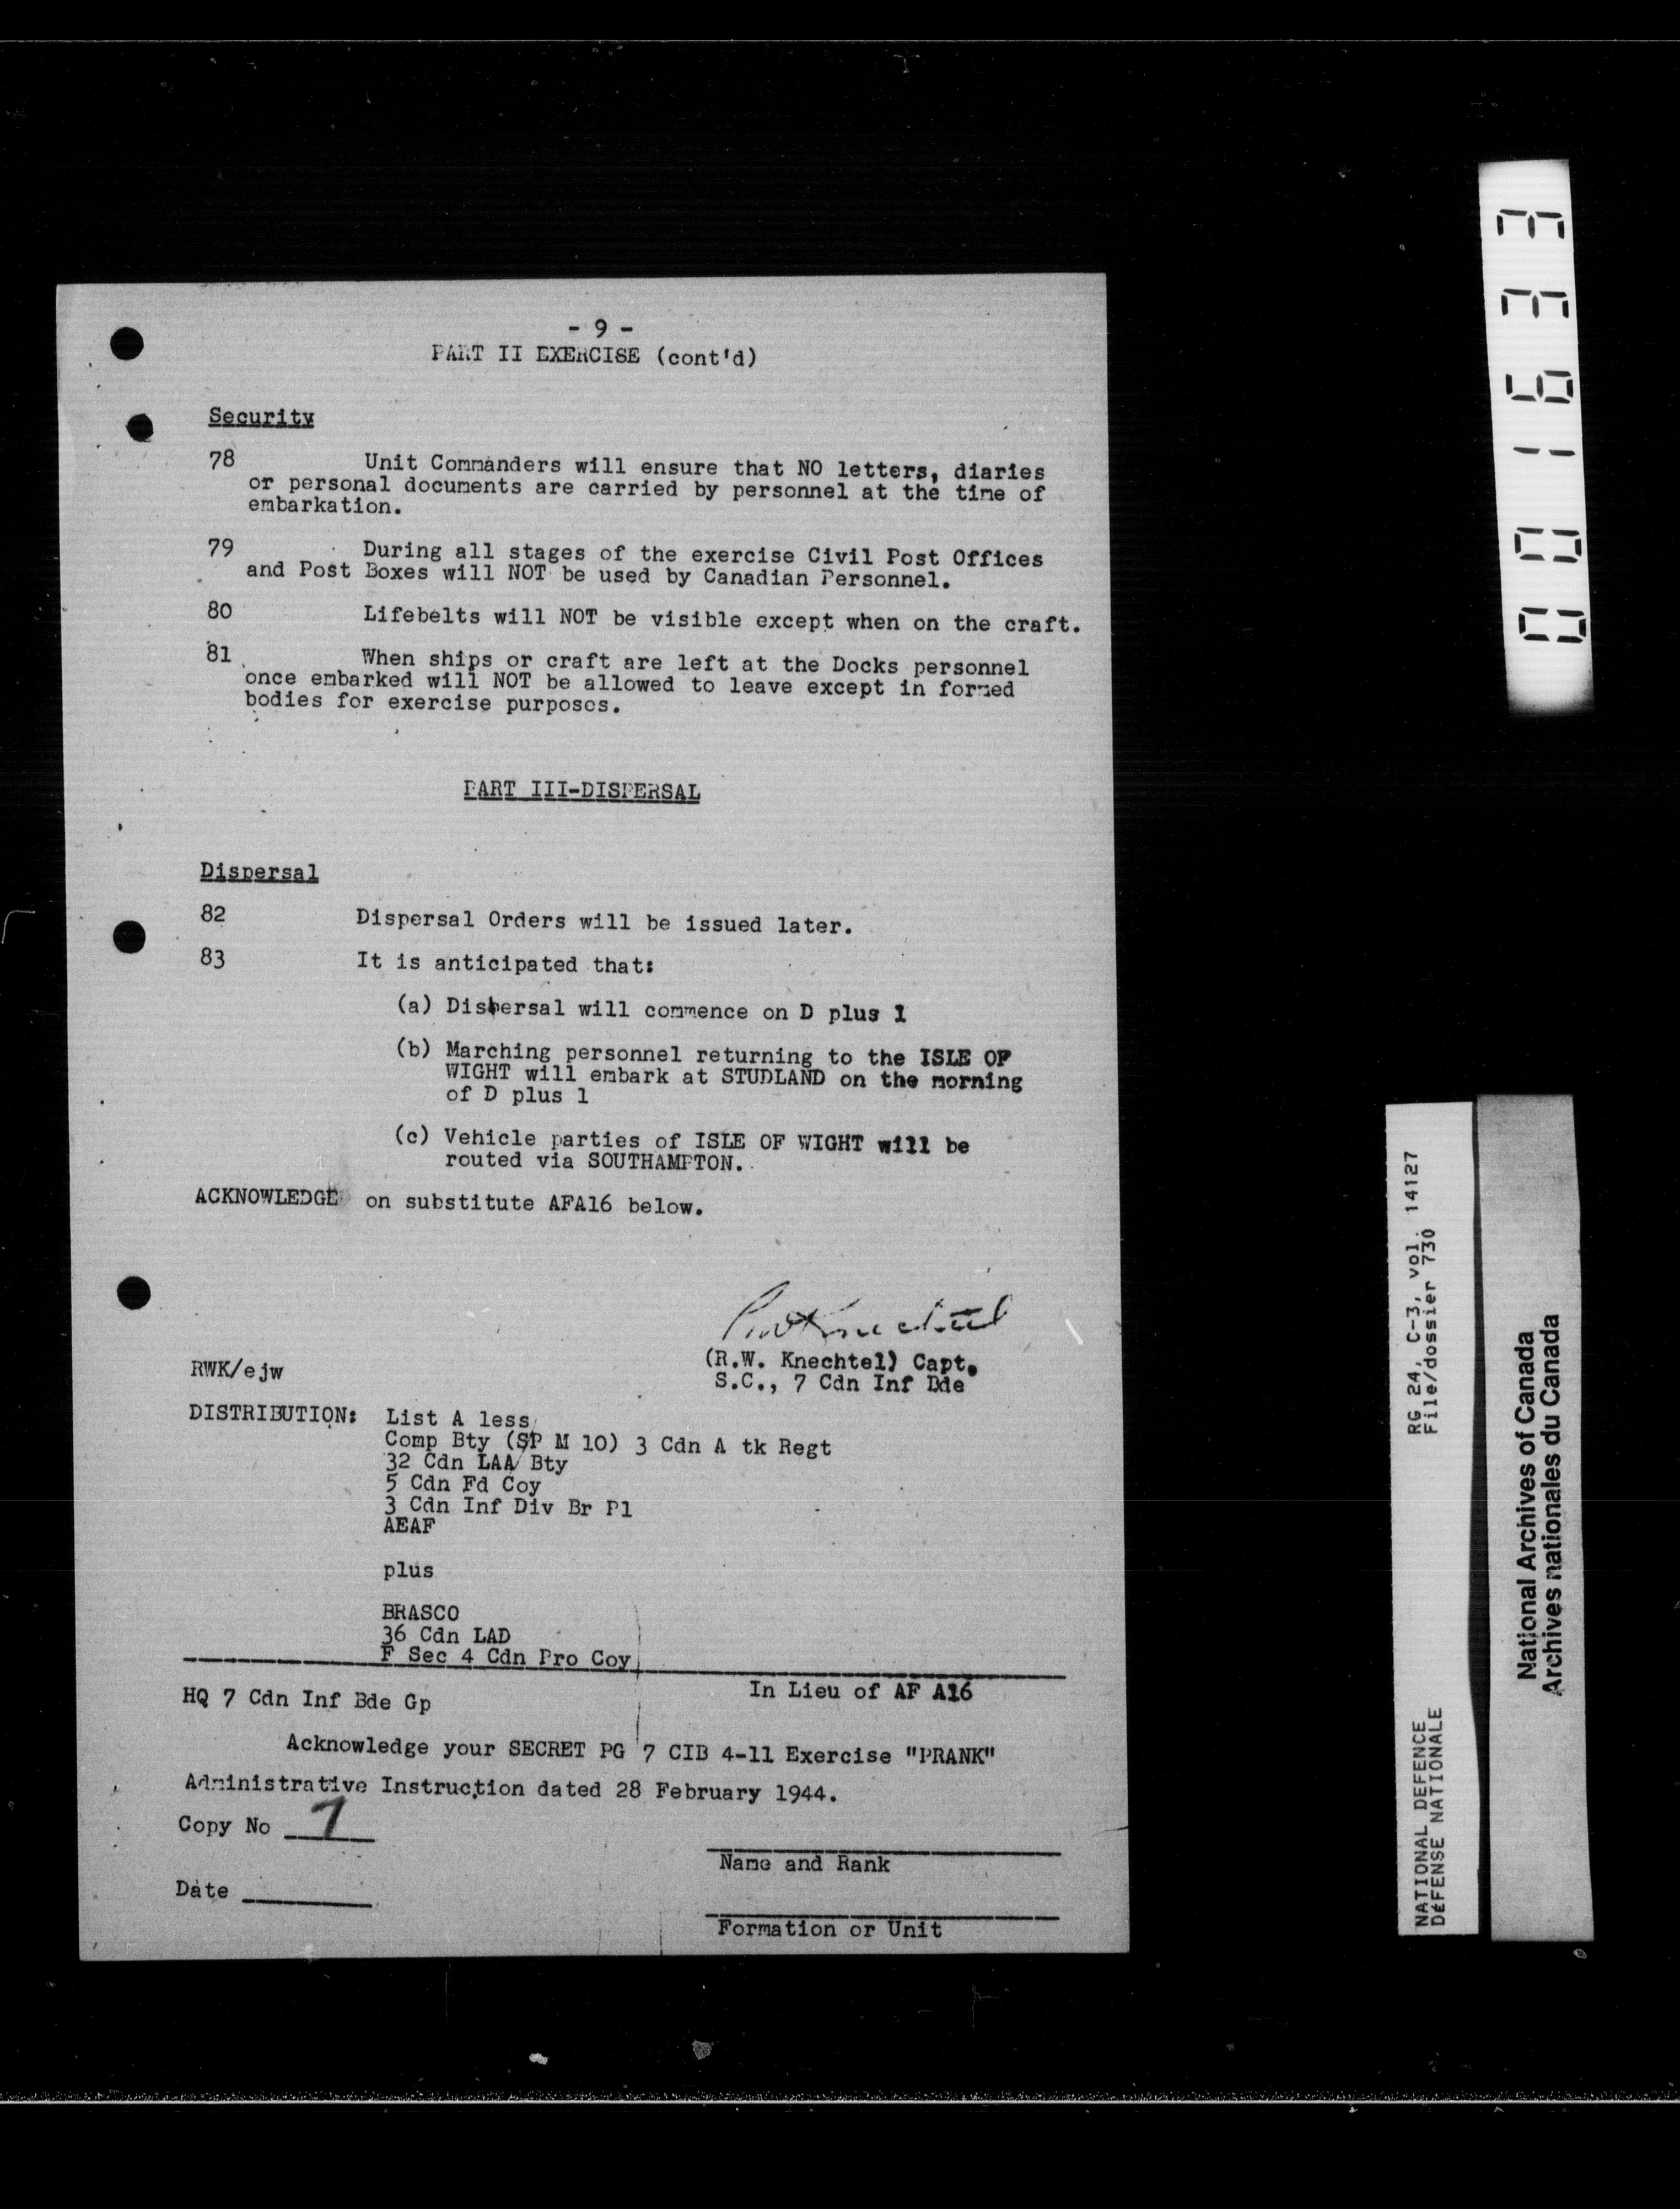 - 9 -
PART II EXERCISE (cont'd)
Security
78 Unit Commanders will ensure that NO letters, diaries
or personal documents are carried by personnel at the time of
embarkation.
79 During all stages of the exercise Civil Post Offices
and Post Boxes will NOT be used by Canadian Personnel.
80 Lifebelts will NOT be visible except when on the craft.
81 When ships or craft are left at the Docks personnel
once embarked will NOT be allowed to leave except in formed
bodies for exercise purposes.
PART III-DISPERSAL
Dispersal
82 Dispersal Orders will be issued later.
83 It is anticipated that:
(a) Dispersal will commence on D plus 1
(b) Marching personnel returning to the ISLE OF
WIGHT will embark at STUDLAND on the morning
of D plus 1
(c) Vehicle parties of ISLE OF WIGHT will be
routed via SOUTHAMPTON.
ACKNOWLEDGE on substitute AFA16 below.
RWKnechtel
(R.W. Knechtel) Capt.
RWK/ejw
S.C., 7 Cdn Inf Bde
DISTRIBUTION: List A less
Comp Bty (SP M 10) 3 Cdn A tk Regt
32 Cdn LAA Bty
5 Cdn Fd Coy
3 Cdn Inf Div Br Pl
AEAF
plus
BRASCO
36 Cdn LAD
F Sec 4 Cdn Pro Coy
HQ 7 Cdn Inf Bde Gp In Lieu of AF A16
Acknowledge your SECRET PG 7 CIB 4-11 Exercise "PRANK"
Administrative Instruction dated 28 February 1944.
Copy No 7
Name and Rank
Date
Formation or Unit
001633
RG 24, C-3, vol. 14127
File/dossier 730
NATIONAL DEFENCE
DÉFENSE NATIONALE
National Archives of Canada
Archives nationales du Canada